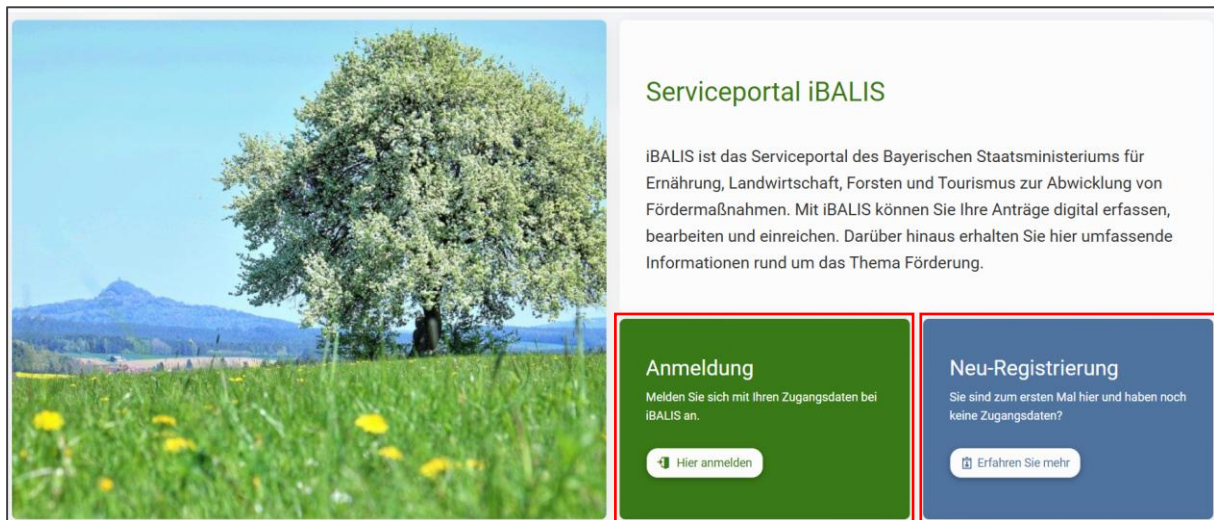 Serviceportal iBALIS
iBALIS ist das Serviceportal des Bayerischen Staatsministeriums für
Ernährung, Landwirtschaft, Forsten und Tourismus zur Abwicklung von
Fördermaßnahmen. Mit iBALIS können Sie Ihre Anträge digital erfassen,
bearbeiten und einreichen. Darüber hinaus erhalten Sie hier umfassende
Informationen rund um das Thema Förderung.
Anmeldung
Melden Sie sich mit Ihren Zugangsdaten bei
iBALIS an.
Hier anmelden
Neu-Registrierung
Sie sind zum ersten Mal hier und haben noch
keine Zugangsdaten?
Erfahren Sie mehr